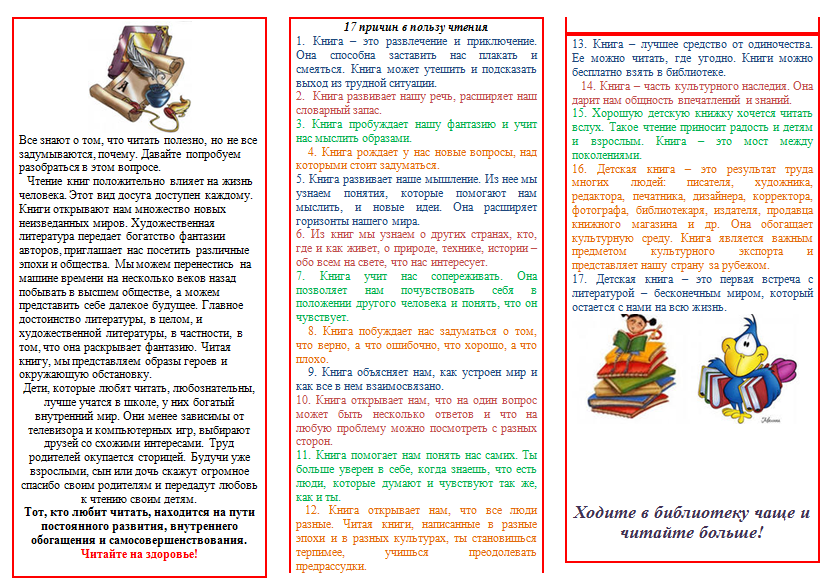 Все знают о том, что читать полезно, но не все
задумываются, почему. Давайте попробуем
разобраться в этом вопросе.
Чтение книг положительно влияет на жизнь
человека. Этот вид досуга доступен каждому.
Книги открывают нам множество новых
неизведанных миров. Художественная
литература передает богатство фантазии
авторов, приглашает нас посетить различные
эпохи и общества. Мы можем перенестись на
машине времени на несколько веков назад
побывать в высшем обществе, а можем
представить себе далекое будущее. Главное
достоинство литературы, в целом, и
художественной литературы, в частности, в
том, что она раскрывает фантазию. Читая
книгу, мы представляем образы героев и
окружающую обстановку.
Дети, которые любят читать, любознательны,
лучше учатся в школе, у них богатый
внутренний мир. Они менее зависимы от
телевизора и компьютерных игр, выбирают
друзей со схожими интересами. Труд
родителей окупается сторицей. Будучи уже
взрослыми, сын или дочь скажут огромное
спасибо своим родителям и передадут любовь
к чтению своим детям.
Тот, кто любит читать, находится на пути
постоянного развития, внутреннего
обогащения и самосовершенствования.
Читайте на здоровье!
17 причин в пользу чтения
1. Книга – это развлечение и приключение.
Она способна заставить нас плакать и
смеяться. Книга может утешить и подсказать
выход из трудной ситуации.
2. Книга развивает нашу речь, расширяет наш
словарный запас.
3. Книга пробуждает нашу фантазию и учит
нас мыслить образами.
4. Книга рождает у нас новые вопросы, над
которыми стоит задуматься.
5. Книга развивает наше мышление. Из нее мы
узнаем понятия, которые помогают нам
мыслить, и новые идеи. Она расширяет
горизонты нашего мира.
6. Из книг мы узнаем о других странах, кто,
где и как живет, о природе, технике, истории –
обо всем на свете, что нас интересует.
7. Книга учит нас сопереживать. Она
позволяет нам почувствовать себя в
положении другого человека и понять, что он
чувствует.
8. Книга побуждает нас задуматься о том,
что верно, а что ошибочно, что хорошо, а что
плохо.
9. Книга объясняет нам, как устроен мир и
как все в нем взаимосвязано.
10. Книга открывает нам, что на один вопрос
может быть несколько ответов и что на
любую проблему можно посмотреть с разных
сторон.
11. Книга помогает нам понять нас самих. Ты
больше уверен в себе, когда знаешь, что есть
люди, которые думают и чувствуют так же,
как и ты.
12. Книга открывает нам, что все люди
разные. Читая книги, написанные в разные
эпохи и в разных культурах, ты становишься
терпимее, учишься преодолевать
предрассудки.
13. Книга – лучшее средство от одиночества.
Ее можно читать, где угодно. Книги можно
бесплатно взять в библиотеке.
14. Книга – часть культурного наследия. Она
дарит нам общность впечатлений и знаний.
15. Хорошую детскую книжку хочется читать
вслух. Такое чтение приносит радость и детям
и взрослым. Книга – это мост между
поколениями.
16. Детская книга – это результат труда
многих людей: писателя, художника,
редактора, печатника, дизайнера, корректора,
фотографа, библиотекаря, издателя, продавца
книжного магазина и др. Она обогащает
культурную среду. Книга является важным
предметом культурного экспорта и
представляет нашу страну за рубежом.
17. Детская книга – это первая встреча с
литературой – бесконечным миром, который
остается с нами на всю жизнь.
Ходите в библиотеку чаще и
читайте больше!